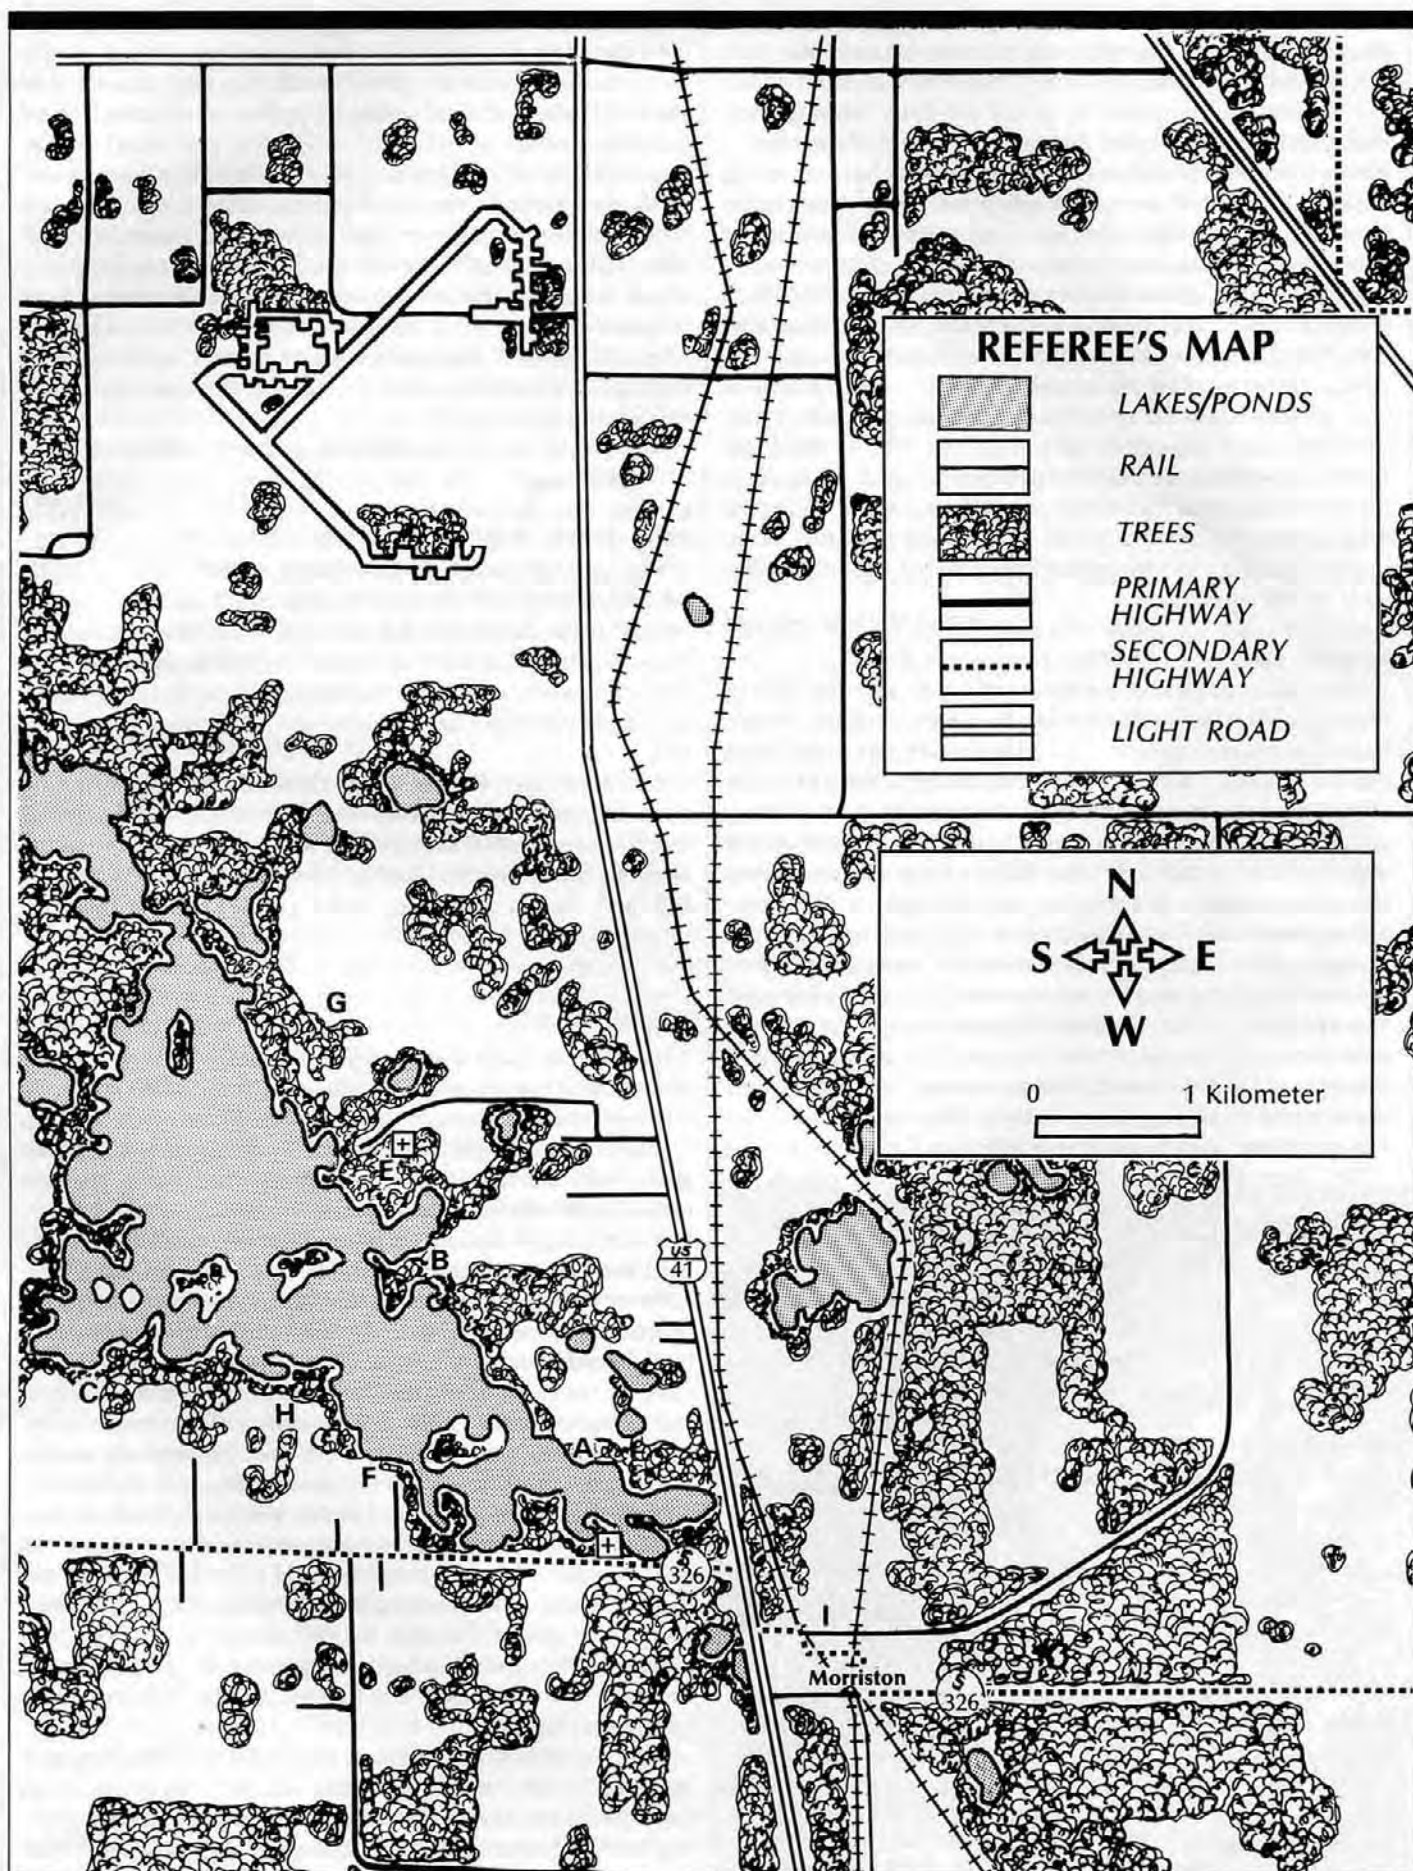 REFEREE'S MAP
LAKES/PONDS
RAIL
TREES
PRIMARY
HIGHWAY
SECONDARY
HIGHWAY
LIGHT ROAD
N
S E
W
0 1 Kilometer
G
E
B
US
41
C
H
A
F
S
326
I
Morriston
S
326